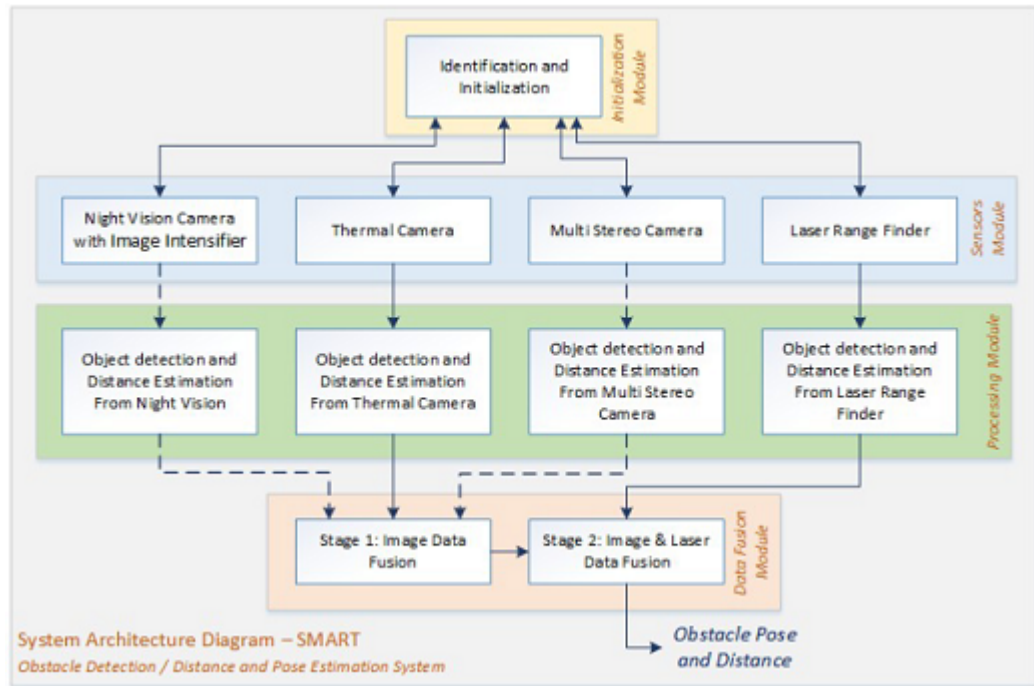 Identification and
Initialization
Initialization
Module
Night Vision Camera
with Image Intensifier
Thermal Camera
Multi Stereo Camera
Laser Range Finder
Sensors
Module
Object detection and
Distance Estimation
From Night Vision
Object detection and
Distance Estimation
From Thermal Camera
Object detection and
Distance Estimation
From Multi Stereo
Camera
Object detection and
Distance Estimation
From Laser Range
Finder
Processing Module
Stage 1: Image Data
Fusion
Stage 2: Image & Laser
Data Fusion
Data Fusion
Module
System Architecture Diagram – SMART
Obstacle Detection / Distance and Pose Estimation System
Obstacle Pose
and Distance